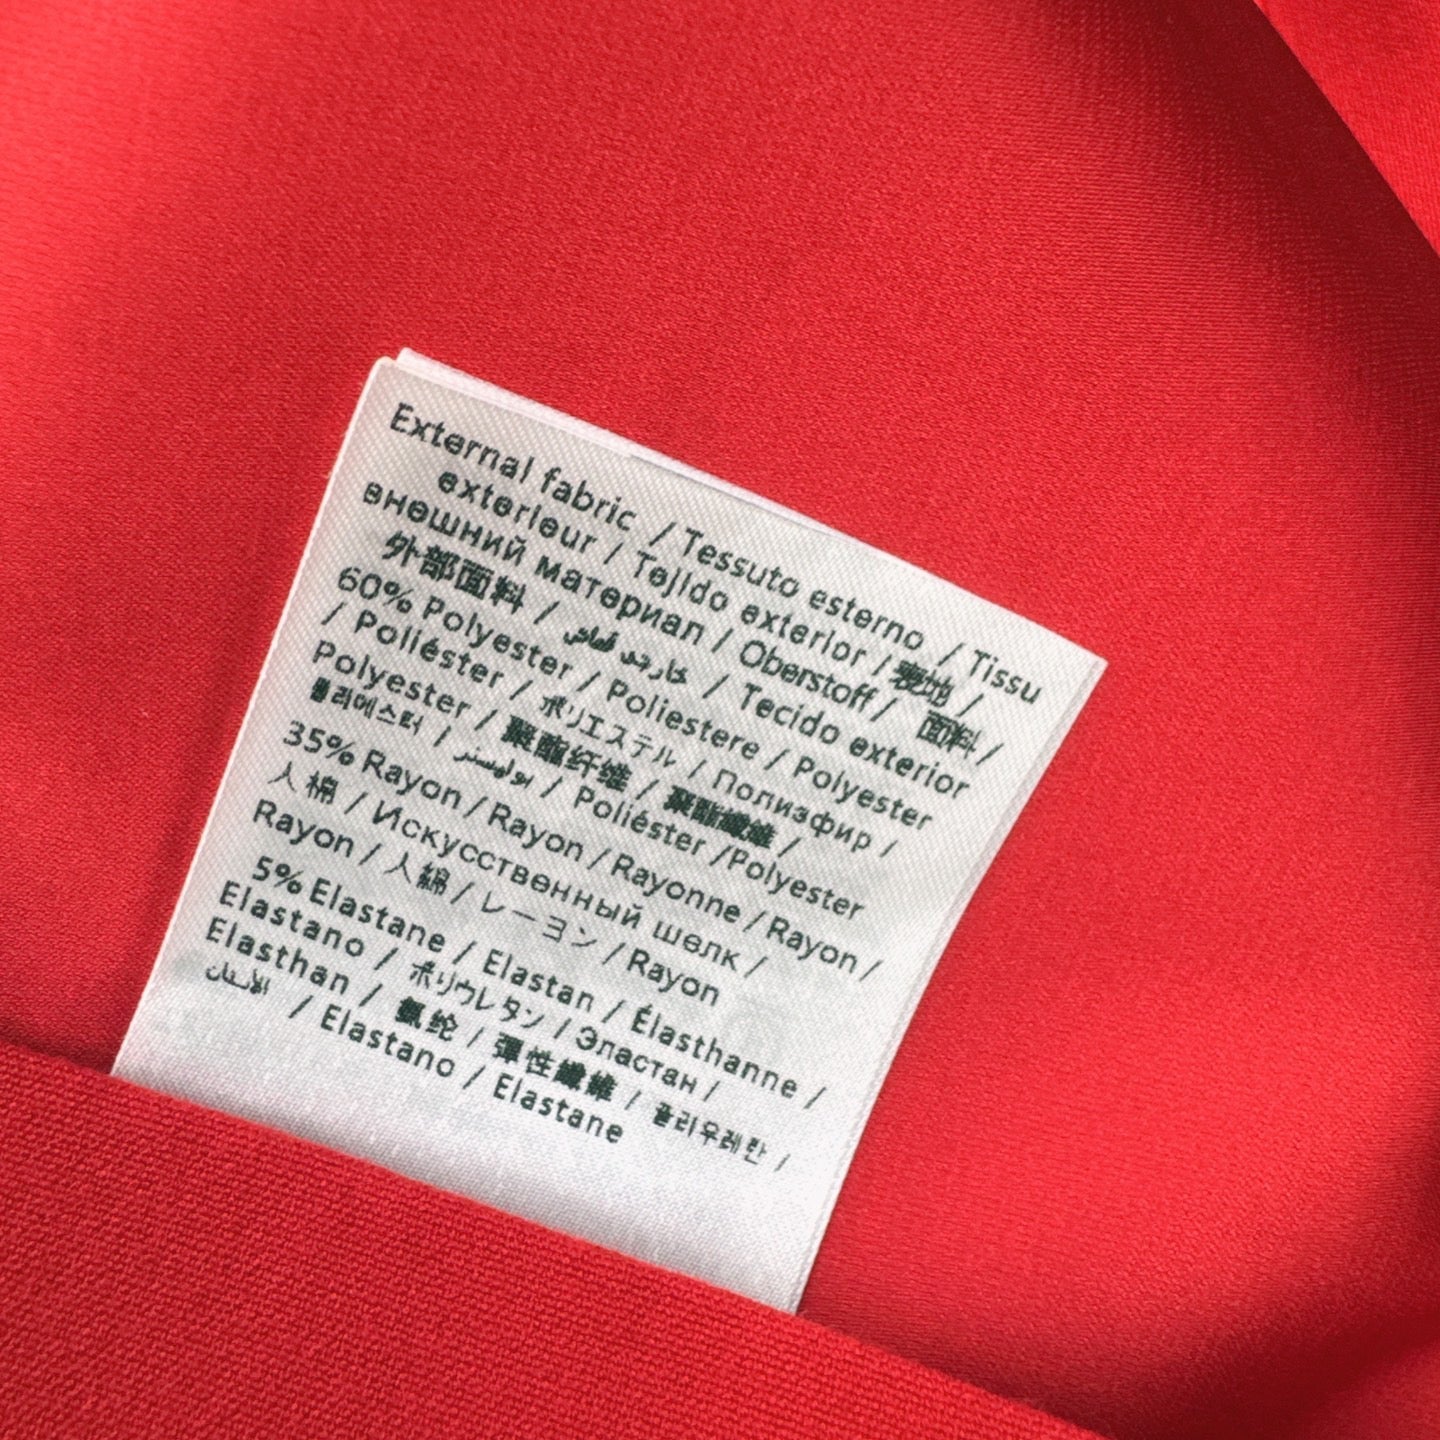 External fabric / Tessuto esterno / Tissu
exterieur / Tejido exterior / 表地 /
внешний материал / Oberstoff / 面料 /
外部面料 / قماش خارجي / Tecido exterior
60% Polyester / Poliestere / Polyester
/ Poliéster / ポリエステル / Полиэфир /
Polyester / 聚酯纤维 / 聚酯纖維 /
폴리에스터 / بوليستر / Poliéster /Polyester
35% Rayon / Rayon / Rayonne / Rayon /
人棉 / Искусственный шелк /
Rayon / 人綿 / レーヨン / Rayon
5% Elastane / Elastan / Élasthanne /
Elastano / ポリウレタン / Эластан /
Elasthan / 氨纶 / 彈性纖維 / 폴리우레탄 /
/ Elastano / Elastane